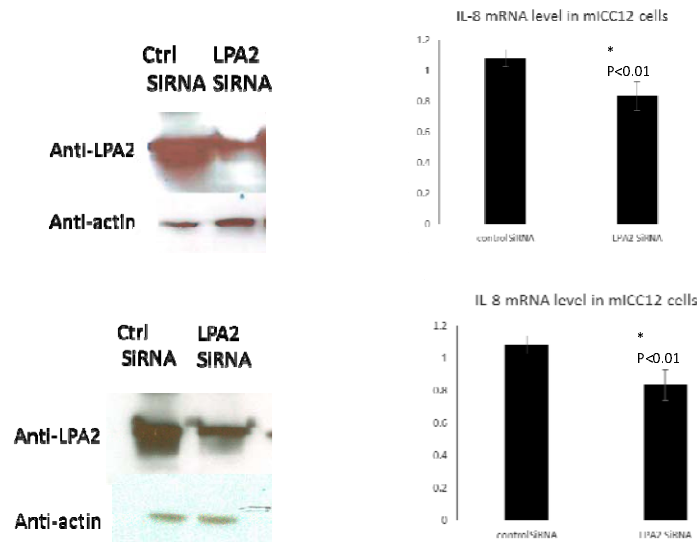 Ctrl LPA2
SiRNA SiRNA
Anti-LPA2
Anti-actin
IL-8 mRNA level in mICC12 cells
1.2
1
0.8
0.6
0.4
0.2
0
*
P<0.01
controlSiRNA LPA2 SiRNA
Ctrl LPA2
SiRNA SiRNA
Anti-LPA2
Anti-actin
IL 8 mRNA level in mICC12 cells
1.2
1
0.8
0.6
0.4
0.2
0
*
P<0.01
controlSiRNA LPA2 SiRNA